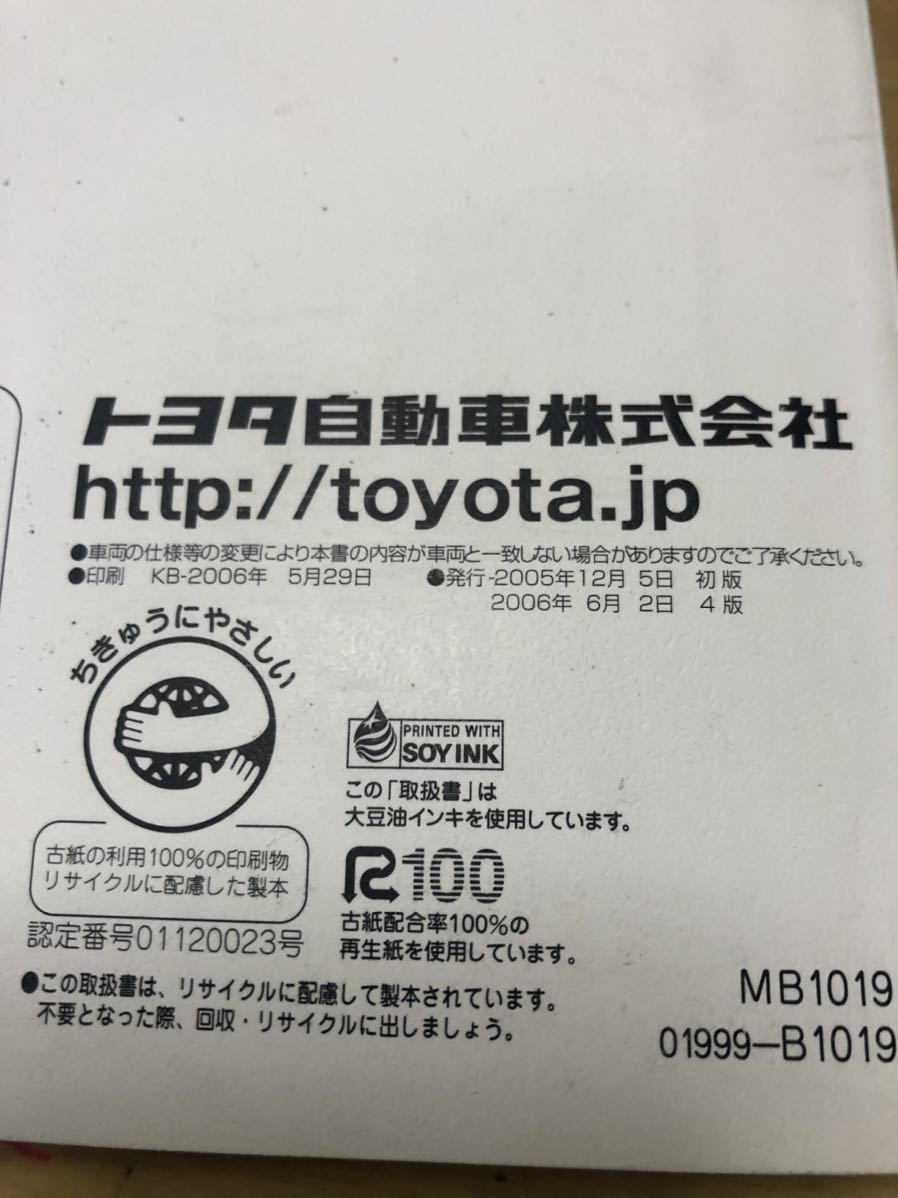 トヨタ自動車株式会社
http://toyota.jp
●車両の仕様等の変更により本書の内容が車両と一致しない場合がありますのでご了承ください。
●印刷 KB-2006年 5月29日 ●発行-2005年12月 5日 初版
2006年 6月 2日 4版
ちきゅうにやさしい
PRINTED WITH
SOY INK
この「取扱書」は
大豆油インキを使用しています。
古紙の利用100%の印刷物
リサイクルに配慮した製本
認定番号01120023号
R100
古紙配合率100%の
再生紙を使用しています。
●この取扱書は、リサイクルに配慮して製本されています。
不要となった際、回収・リサイクルに出しましょう。
MB1019
01999-B1019